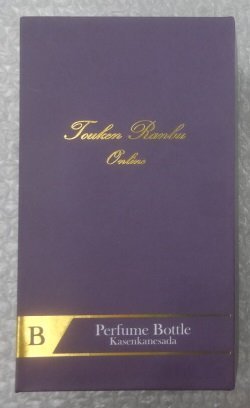 Touken Ranbu
Online
B
Perfume Bottle
Kasenkanesada